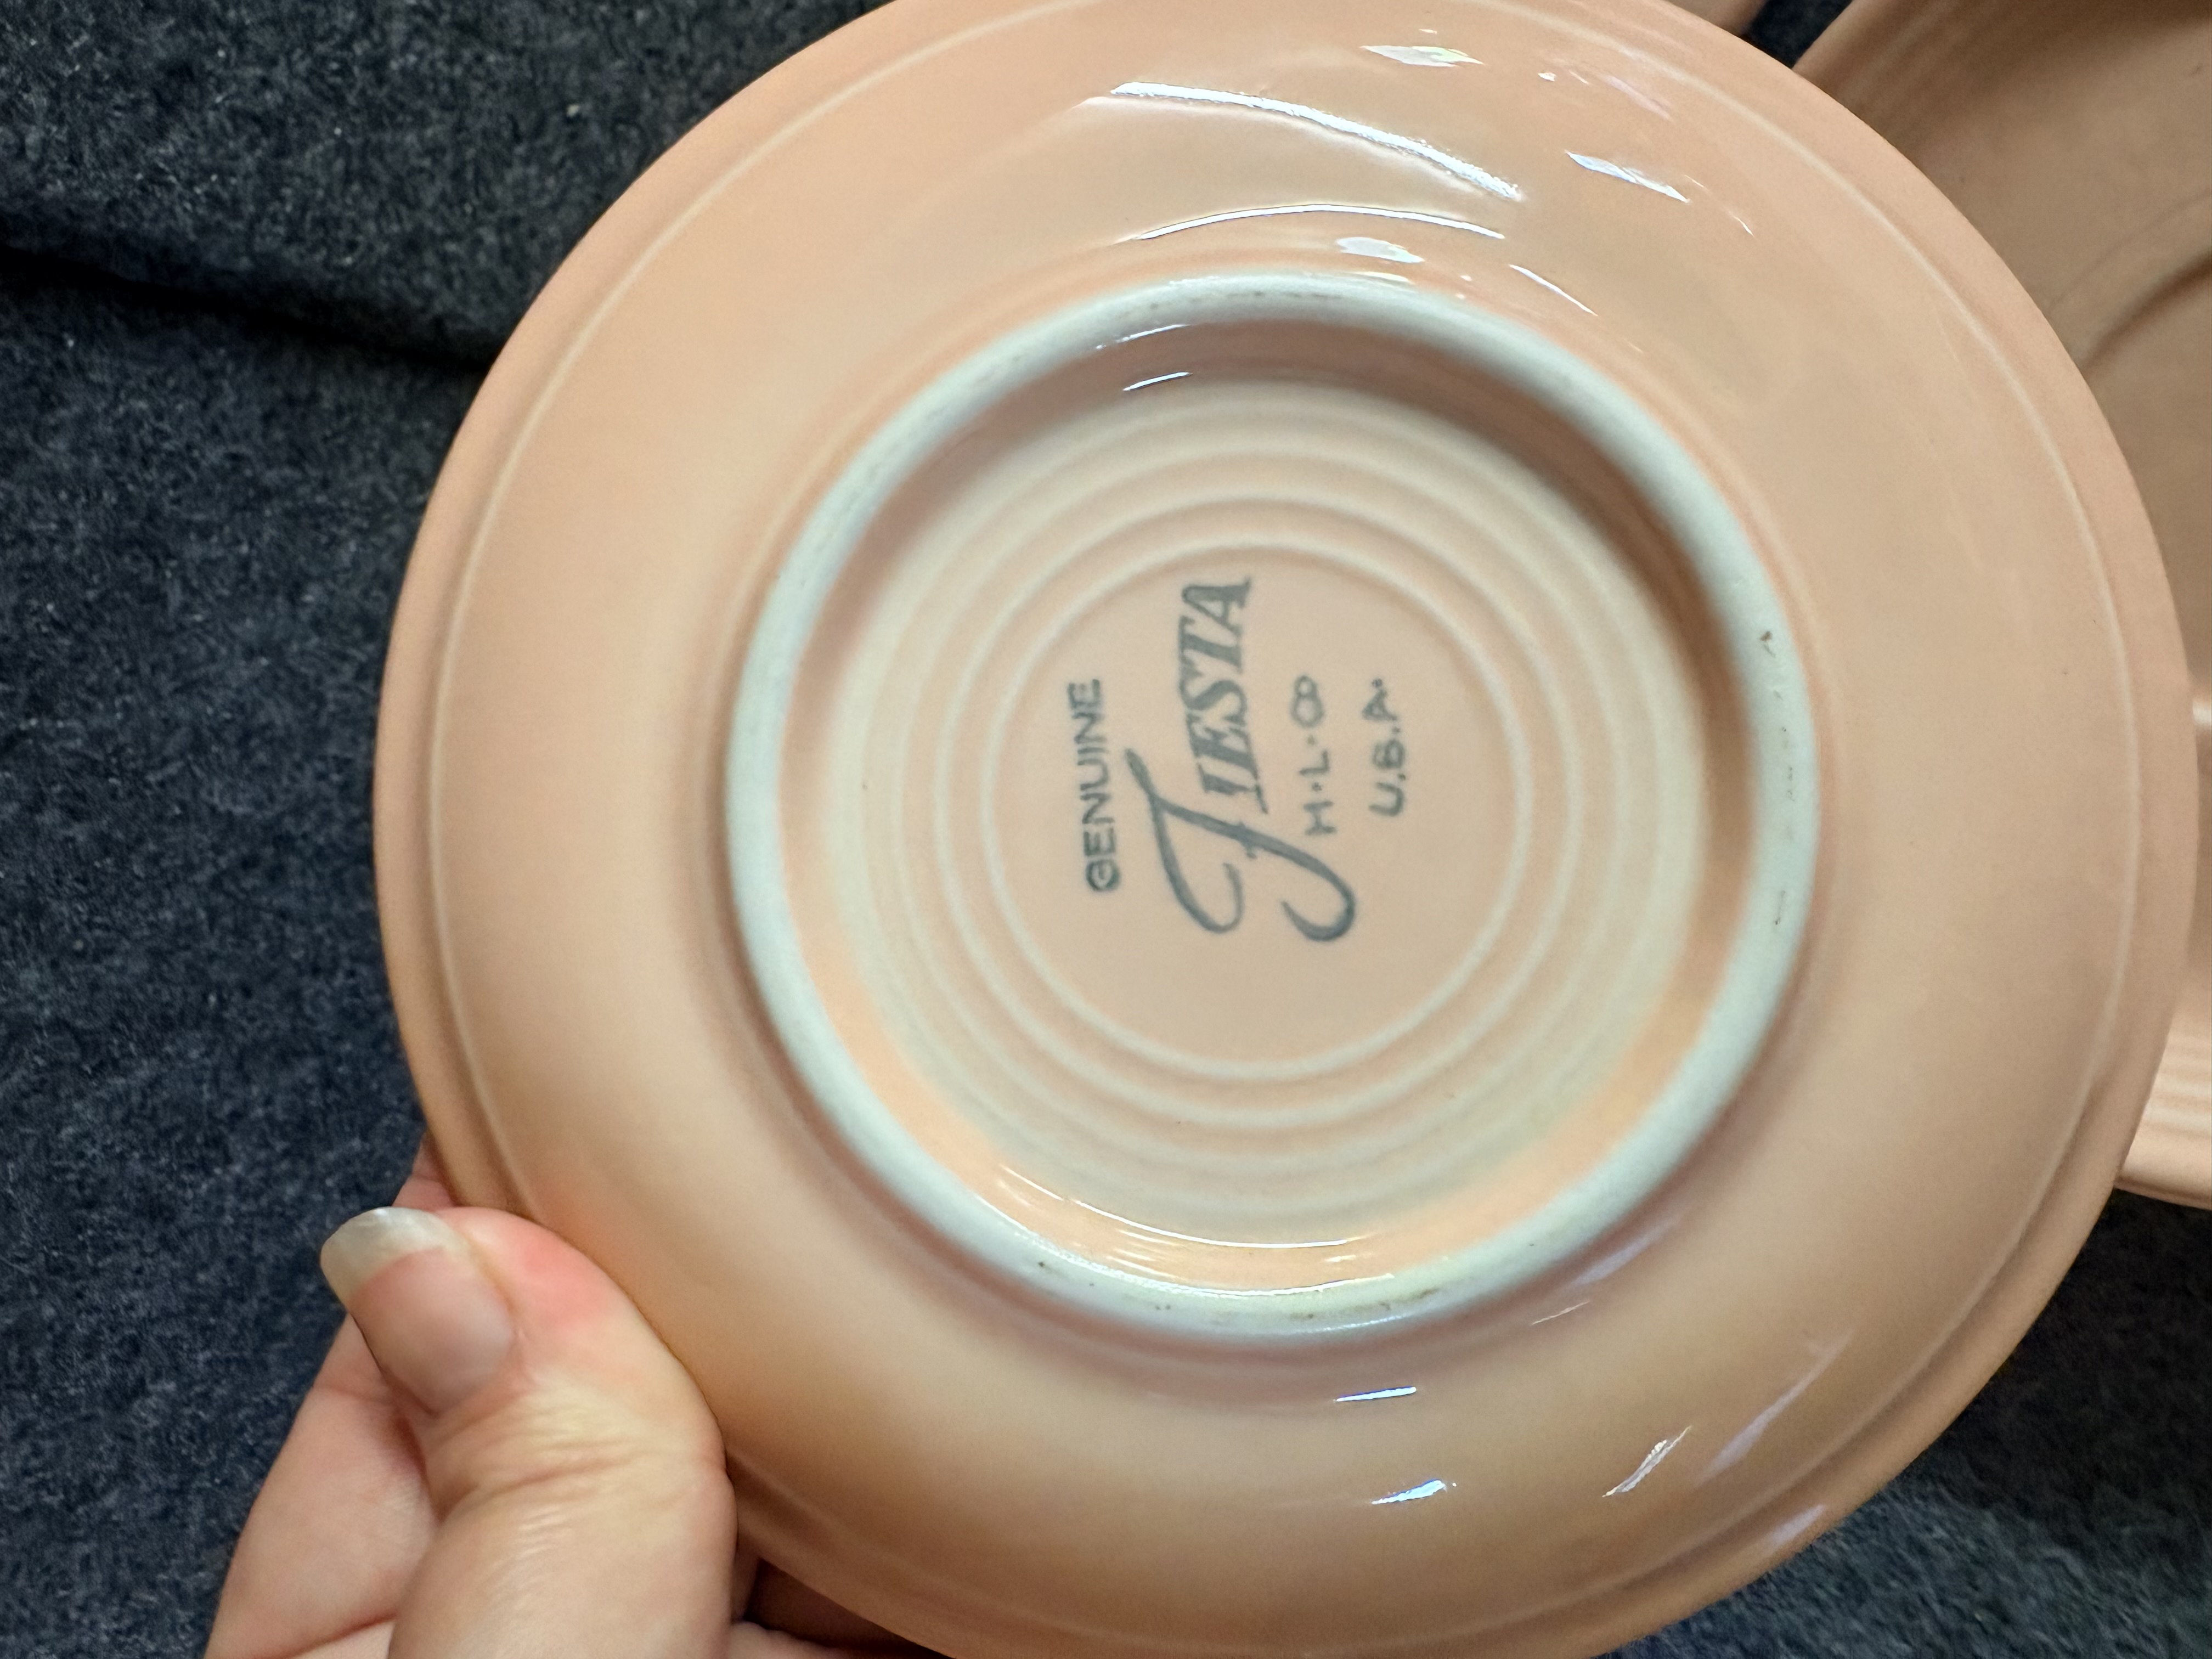 GENUINE
FIESTA
H·L·Co
U.S.A.